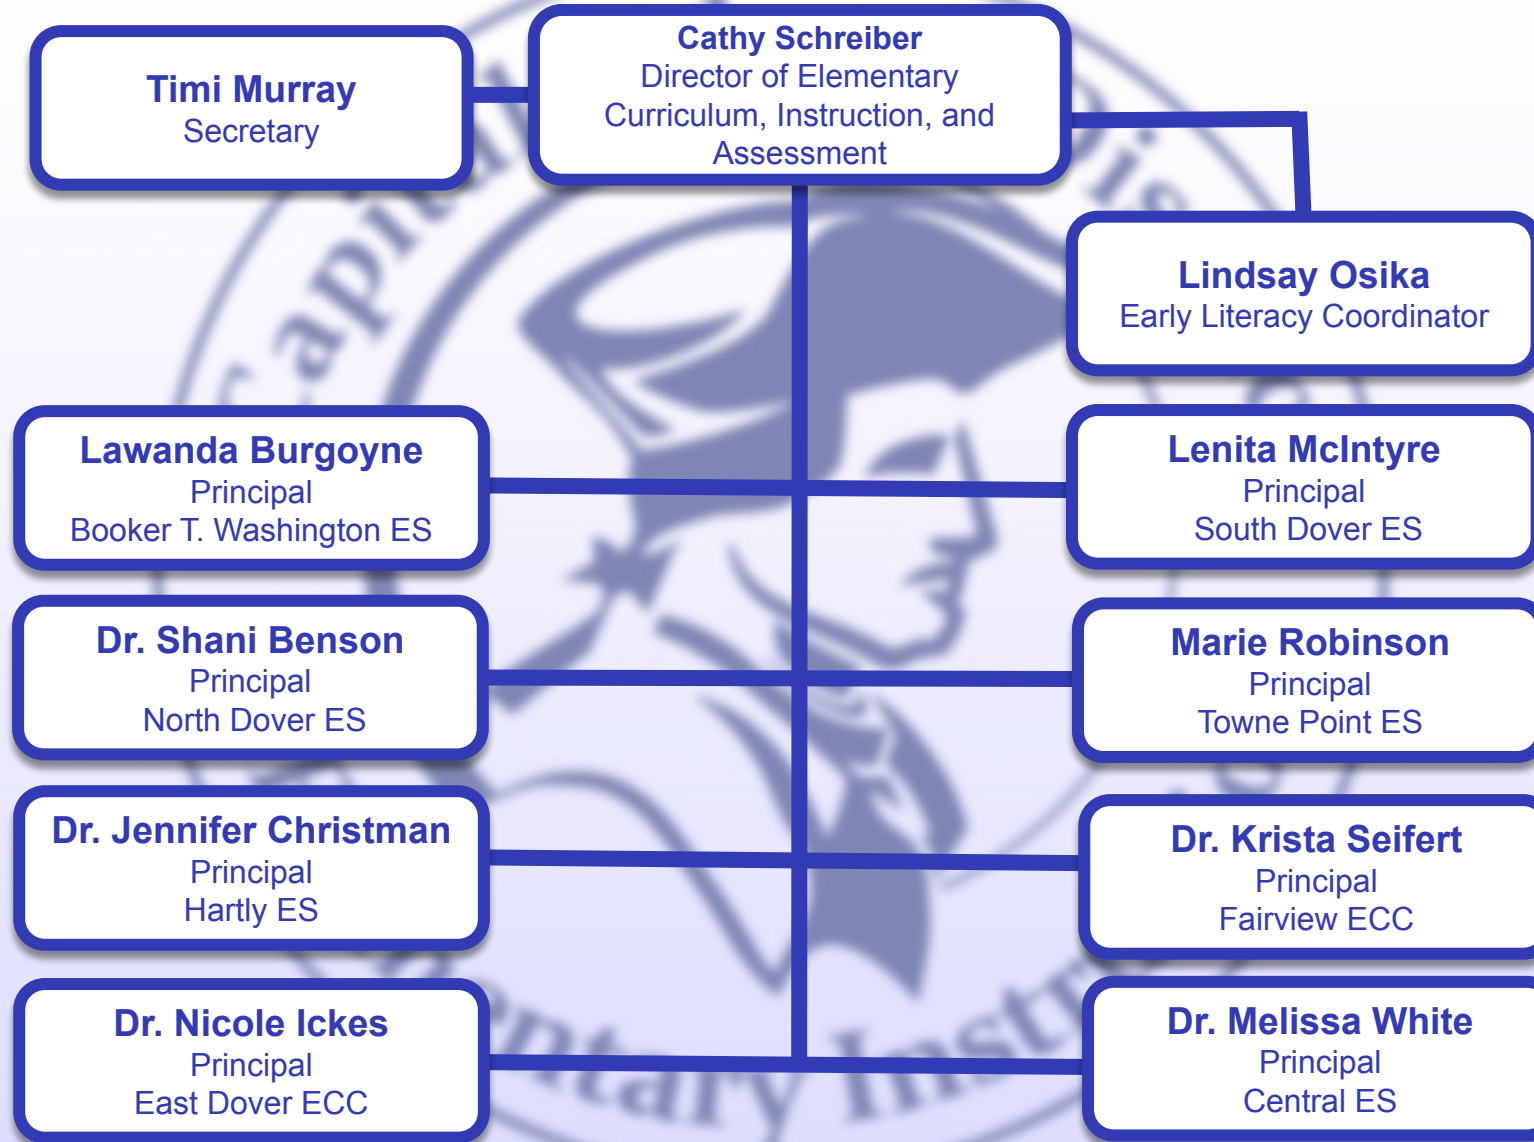 Timi Murray
Secretary
Cathy Schreiber
Director of Elementary
Curriculum, Instruction, and
Assessment
Lindsay Osika
Early Literacy Coordinator
Lawanda Burgoyne
Principal
Booker T. Washington ES
Lenita McIntyre
Principal
South Dover ES
Dr. Shani Benson
Principal
North Dover ES
Marie Robinson
Principal
Towne Point ES
Dr. Jennifer Christman
Principal
Hartly ES
Dr. Krista Seifert
Principal
Fairview ECC
Dr. Nicole Ickes
Principal
East Dover ECC
Dr. Melissa White
Principal
Central ES
Capital